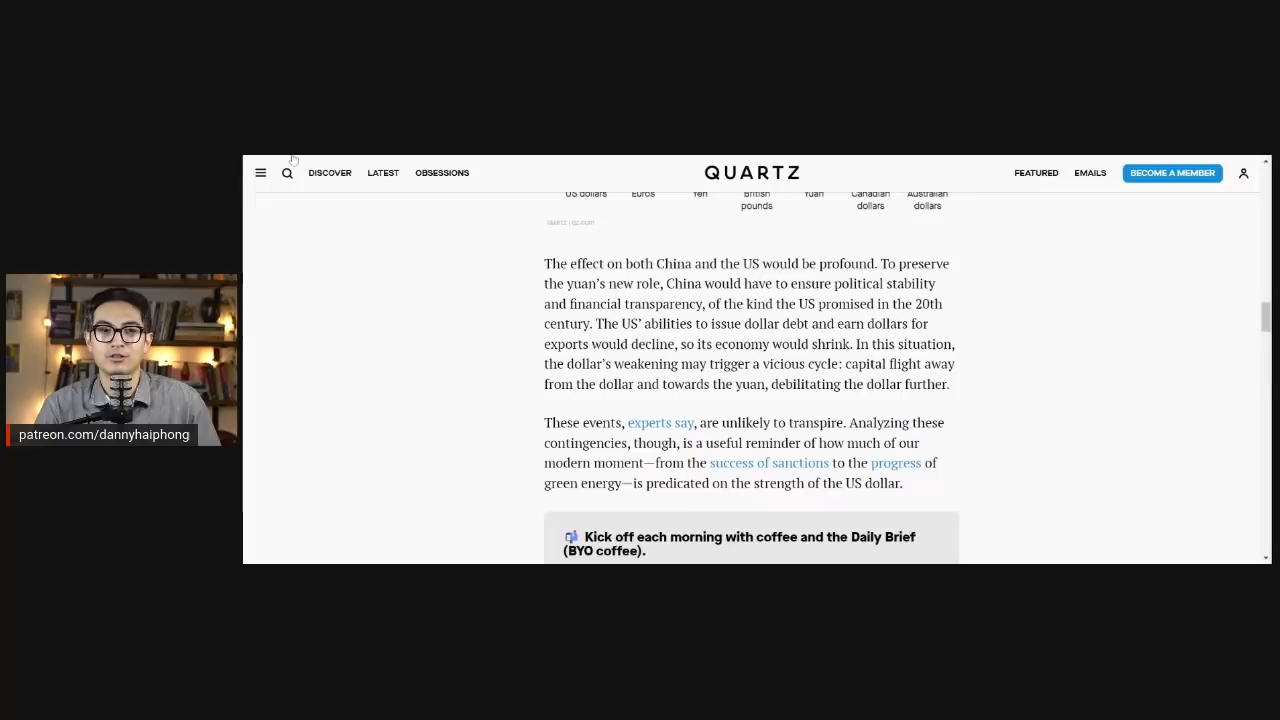 DISCOVER LATEST OBSESSIONS QUARTZ FEATURED EMAILS BECOME A MEMBER
US dollars Euros Yen British pounds Yuan Canadian dollars Australian dollars
Quartz | qz.com
The effect on both China and the US would be profound. To preserve
the yuan’s new role, China would have to ensure political stability
and financial transparency, of the kind the US promised in the 20th
century. The US’ abilities to issue dollar debt and earn dollars for
exports would decline, so its economy would shrink. In this situation,
the dollar’s weakening may trigger a vicious cycle: capital flight away
from the dollar and towards the yuan, debilitating the dollar further.
These events, experts say, are unlikely to transpire. Analyzing these
contingencies, though, is a useful reminder of how much of our
modern moment—from the success of sanctions to the progress of
green energy—is predicated on the strength of the US dollar.
Kick off each morning with coffee and the Daily Brief
(BYO coffee).
patreon.com/dannyhaiphong